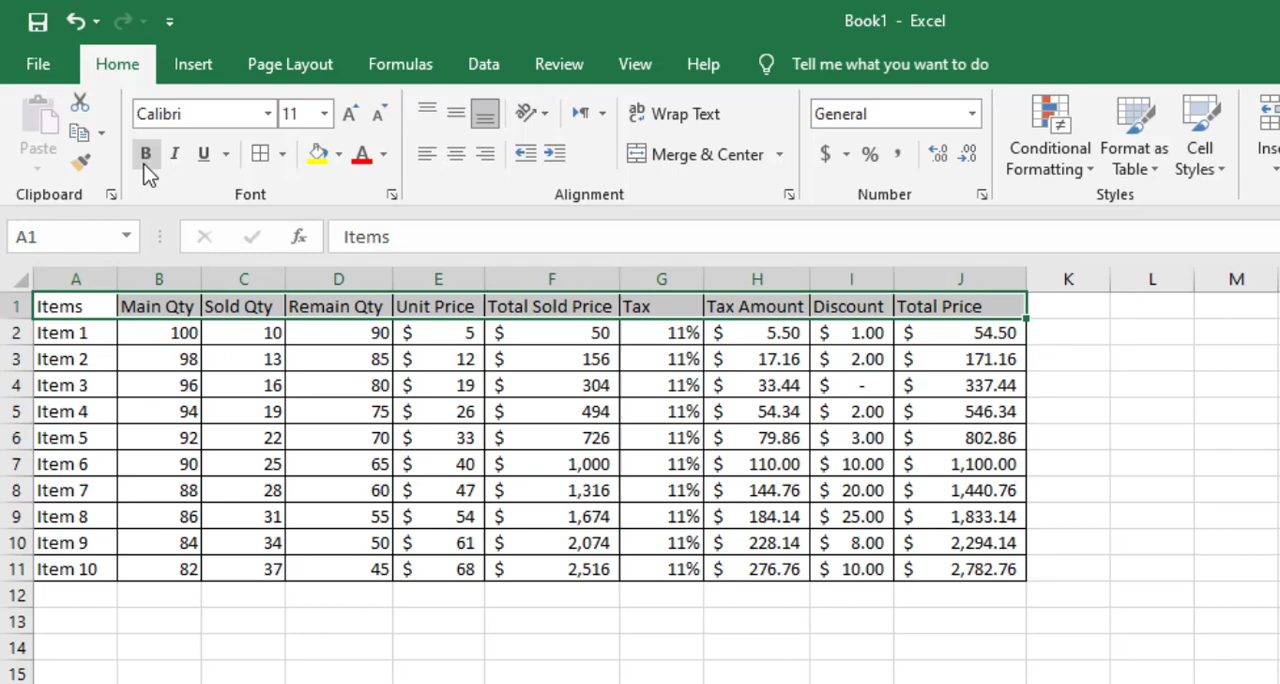 Book1 - Excel
File Home Insert Page Layout Formulas Data Review View Help Tell me what you want to do
Calibri 11 Wrap Text General
Paste B I U A Merge & Center $ % , Conditional Formatting Format as Table Cell Styles
Clipboard Font Alignment Number Styles
A1 fx Items
A B C D E F G H I J K L M
1 Items Main Qty Sold Qty Remain Qty Unit Price Total Sold Price Tax Tax Amount Discount Total Price
2 Item 1 100 10 90 $ 5 $ 50 11% $ 5.50 $ 1.00 $ 54.50
3 Item 2 98 13 85 $ 12 $ 156 11% $ 17.16 $ 2.00 $ 171.16
4 Item 3 96 16 80 $ 19 $ 304 11% $ 33.44 $ - $ 337.44
5 Item 4 94 19 75 $ 26 $ 494 11% $ 54.34 $ 2.00 $ 546.34
6 Item 5 92 22 70 $ 33 $ 726 11% $ 79.86 $ 3.00 $ 802.86
7 Item 6 90 25 65 $ 40 $ 1,000 11% $ 110.00 $ 10.00 $ 1,100.00
8 Item 7 88 28 60 $ 47 $ 1,316 11% $ 144.76 $ 20.00 $ 1,440.76
9 Item 8 86 31 55 $ 54 $ 1,674 11% $ 184.14 $ 25.00 $ 1,833.14
10 Item 9 84 34 50 $ 61 $ 2,074 11% $ 228.14 $ 8.00 $ 2,294.14
11 Item 10 82 37 45 $ 68 $ 2,516 11% $ 276.76 $ 10.00 $ 2,782.76
12
13
14
15